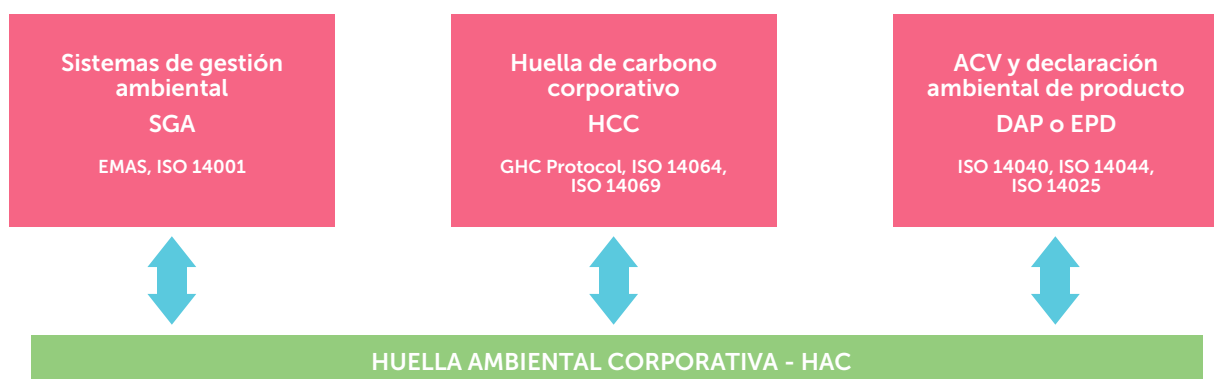 Sistemas de gestión
ambiental
SGA
EMAS, ISO 14001
Huella de carbono
corporativo
HCC
GHC Protocol, ISO 14064,
ISO 14069
ACV y declaración
ambiental de producto
DAP o EPD
ISO 14040, ISO 14044,
ISO 14025
HUELLA AMBIENTAL CORPORATIVA - HAC